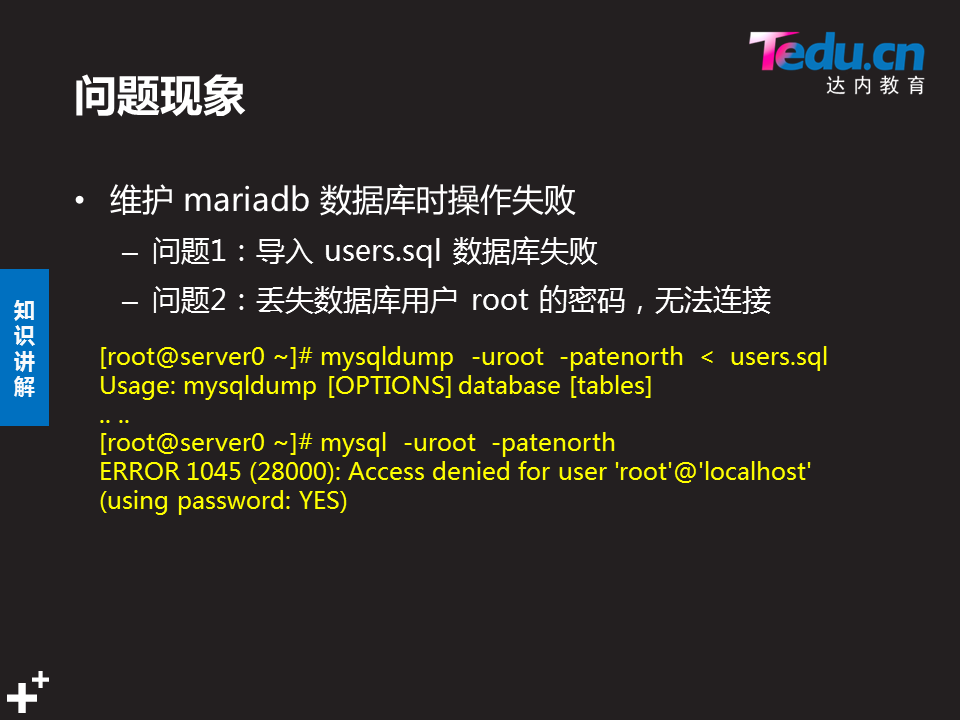 Tedu.cn
达内教育
问题现象
• 维护 mariadb 数据库时操作失败
– 问题1：导入 users.sql 数据库失败
– 问题2：丢失数据库用户 root 的密码，无法连接
知识讲解
[root@server0 ~]# mysqldump -uroot -patenorth < users.sql
Usage: mysqldump [OPTIONS] database [tables]
.. ..
[root@server0 ~]# mysql -uroot -patenorth
ERROR 1045 (28000): Access denied for user 'root'@'localhost'
(using password: YES)